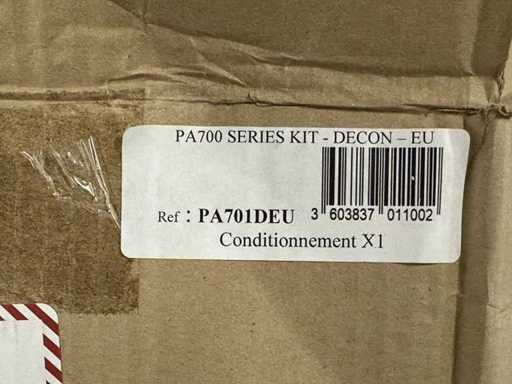 PA700 SERIES KIT - DECON – EU
Ref : PA701DEU
3 603837 011002
Conditionnement X1